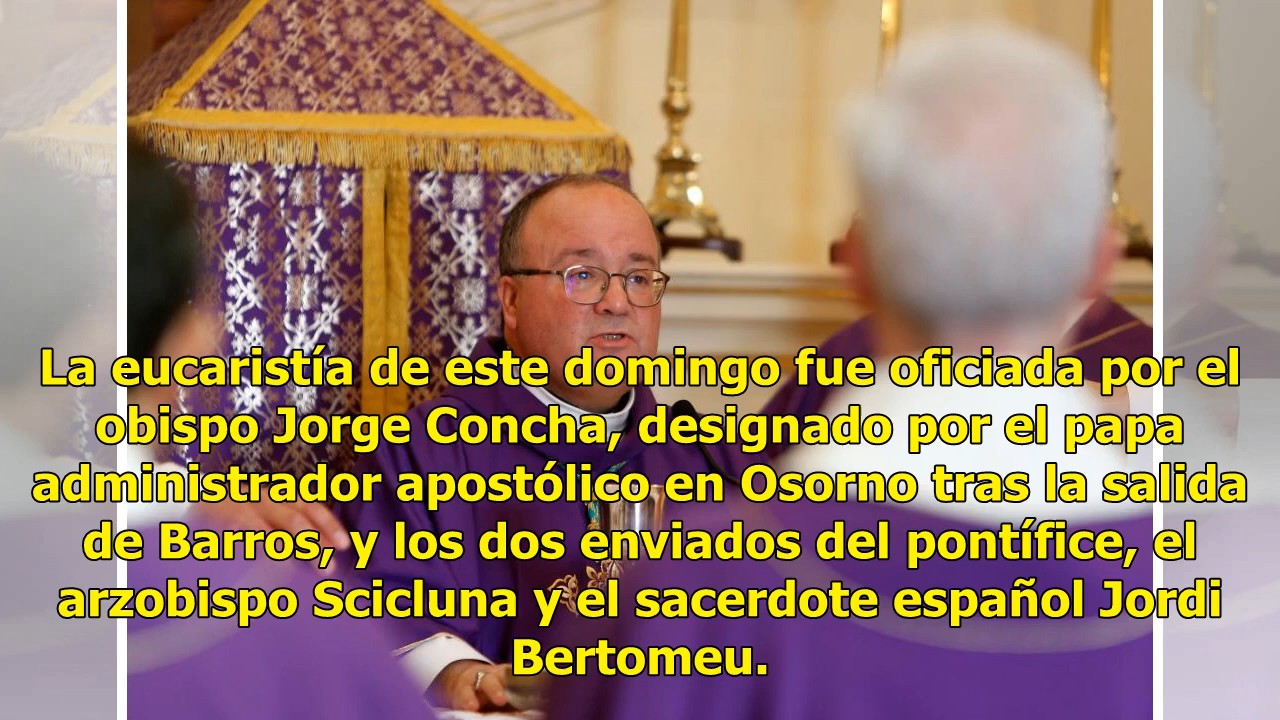 La eucaristía de este domingo fue oficiada por el
obispo Jorge Concha, designado por el papa
administrador apostólico en Osorno tras la salida
de Barros, y los dos enviados del pontífice, el
arzobispo Scicluna y el sacerdote español Jordi
Bertomeu.